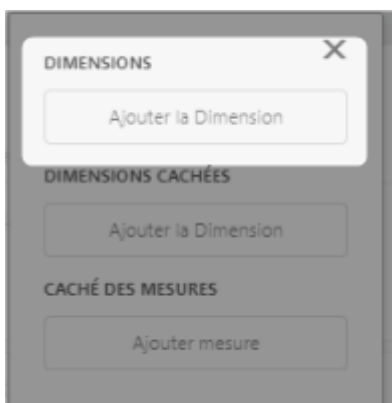 DIMENSIONS
Ajouter la Dimension
DIMENSIONS CACHÉES
Ajouter la Dimension
CACHÉ DES MESURES
Ajouter mesure